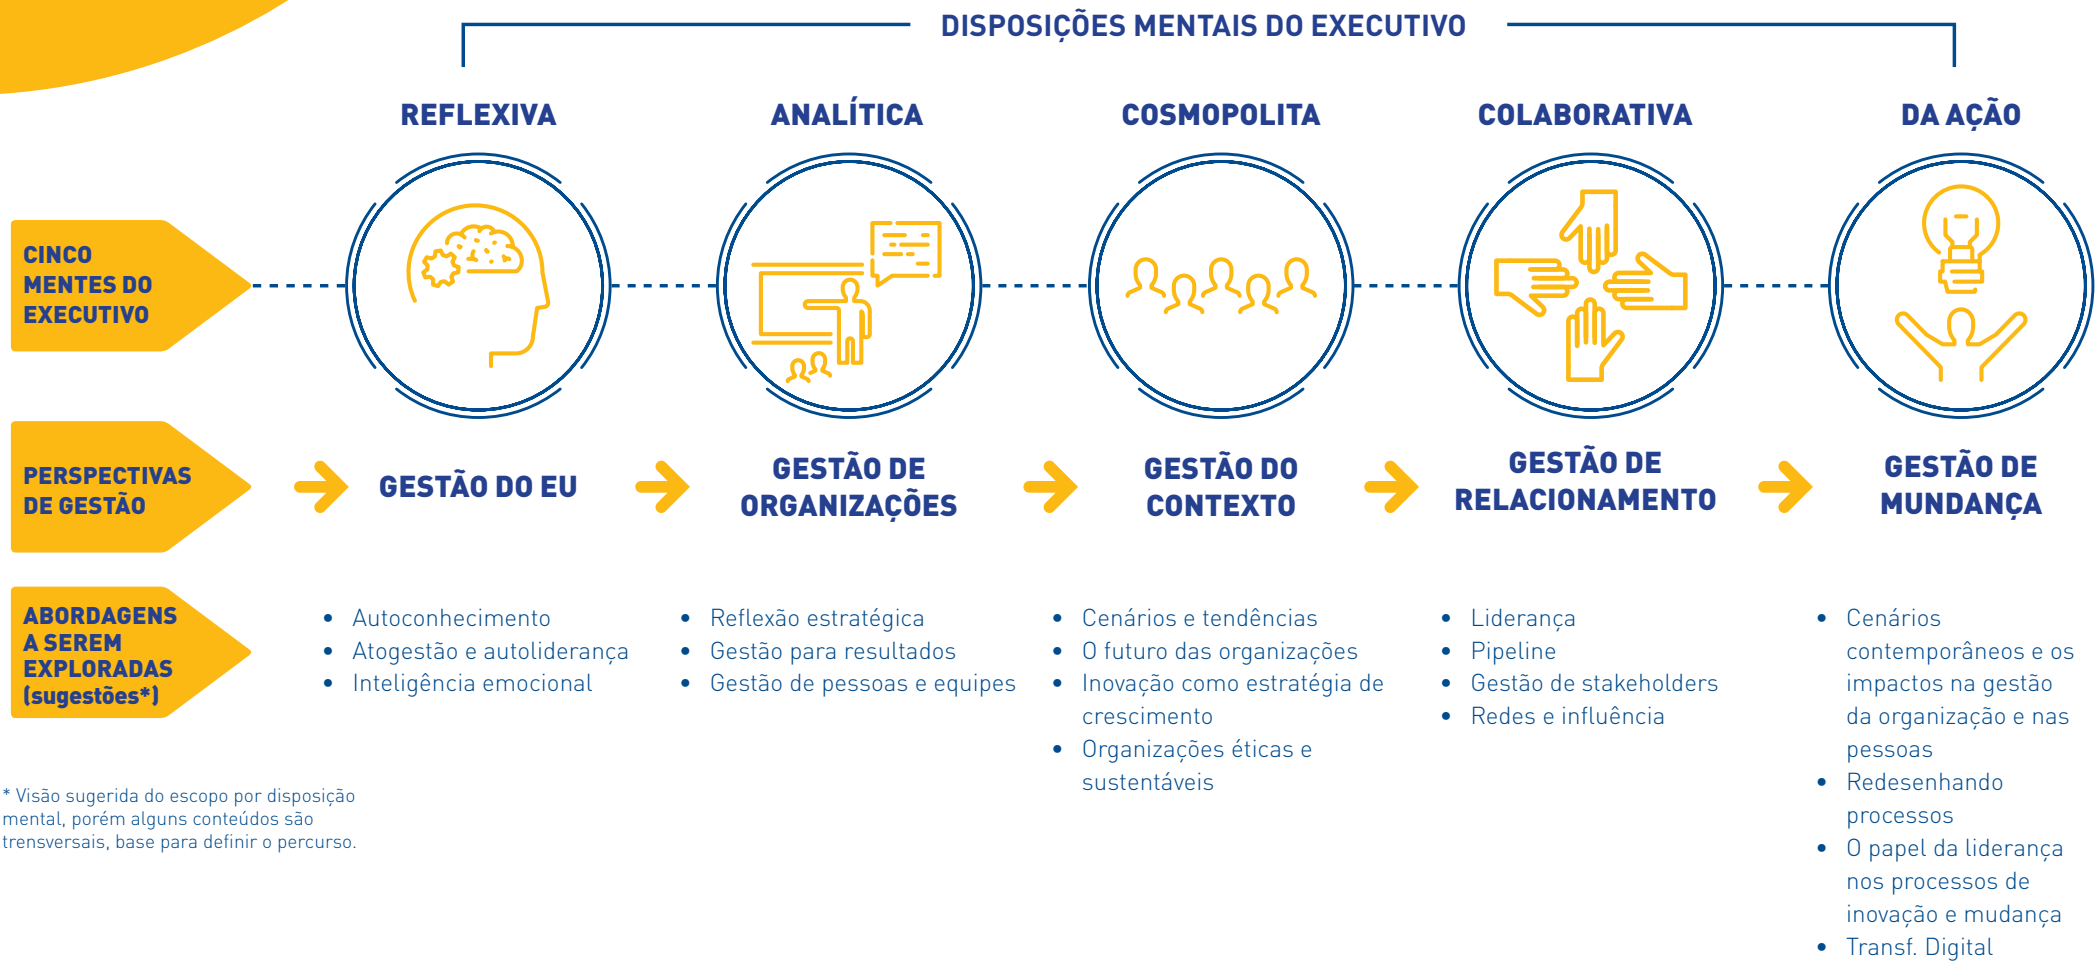 DISPOSIÇÕES MENTAIS DO EXECUTIVO
REFLEXIVA
ANALÍTICA
COSMOPOLITA
COLABORATIVA
DA AÇÃO
CINCO
MENTES DO
EXECUTIVO
PERSPECTIVAS
DE GESTÃO
GESTÃO DO EU
GESTÃO DE
ORGANIZAÇÕES
GESTÃO DO
CONTEXTO
GESTÃO DE
RELACIONAMENTO
GESTÃO DE
MUNDANÇA
ABORDAGENS
A SEREM
EXPLORADAS
(sugestões*)
• Autoconhecimento
• Atogestão e autoliderança
• Inteligência emocional
• Reflexão estratégica
• Gestão para resultados
• Gestão de pessoas e equipes
• Cenários e tendências
• O futuro das organizações
• Inovação como estratégia de
crescimento
• Organizações éticas e
sustentáveis
• Liderança
• Pipeline
• Gestão de stakeholders
• Redes e influência
• Cenários
contemporâneos e os
impactos na gestão
da organização e nas
pessoas
• Redesenhando
processos
• O papel da liderança
nos processos de
inovação e mudança
• Transf. Digital
* Visão sugerida do escopo por disposição
mental, porém alguns conteúdos são
trensversais, base para definir o percurso.